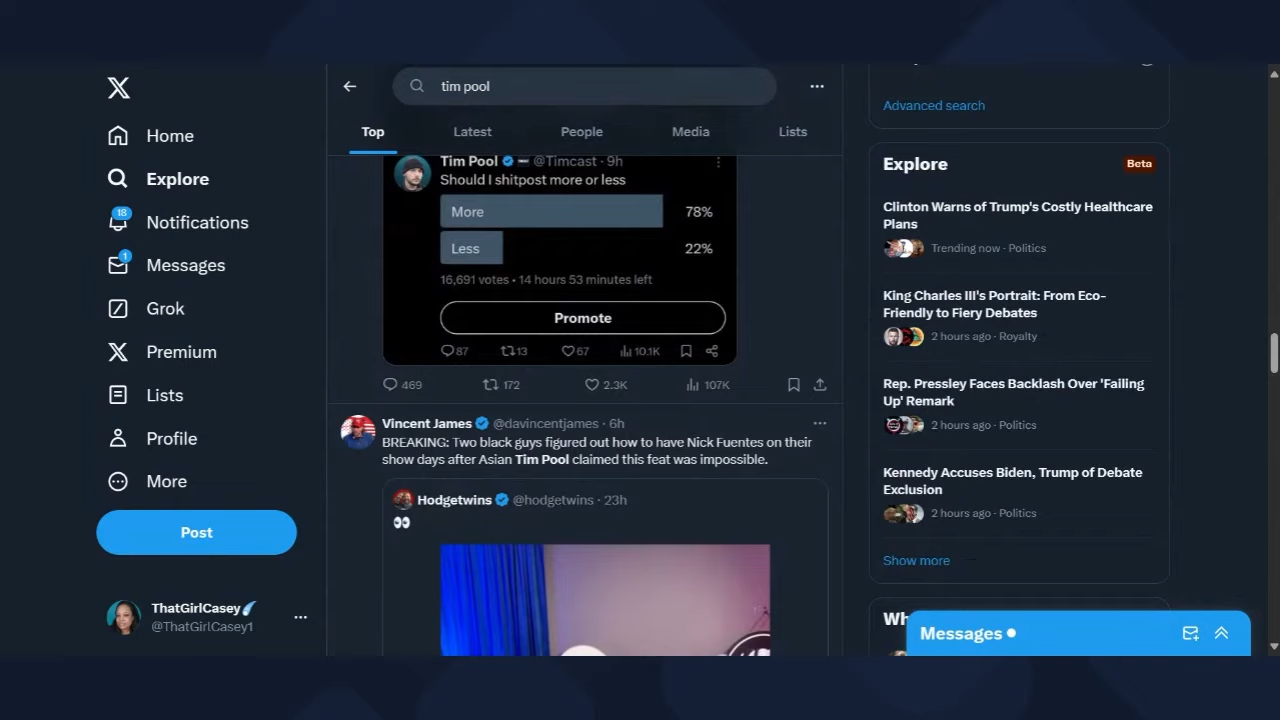 tim pool
Home
Explore
18
Notifications
1
Messages
Grok
Premium
Lists
Profile
More
Post
ThatGirlCasey
@ThatGirlCasey1
Top
Latest
People
Media
Lists
Tim Pool @Timcast · 9h
Should I shitpost more or less
More 78%
Less 22%
16,691 votes • 14 hours 53 minutes left
Promote
87 13 67 10.1K
469 172 2.3K 107K
Vincent James @davincentjames · 6h
BREAKING: Two black guys figured out how to have Nick Fuentes on their
show days after Asian Tim Pool claimed this feat was impossible.
Hodgetwins @hodgetwins · 23h
Advanced search
Explore
Beta
Clinton Warns of Trump's Costly Healthcare
Plans
Trending now · Politics
King Charles III's Portrait: From Eco-
Friendly to Fiery Debates
2 hours ago · Royalty
Rep. Pressley Faces Backlash Over 'Failing
Up' Remark
2 hours ago · Politics
Kennedy Accuses Biden, Trump of Debate
Exclusion
2 hours ago · Politics
Show more
Messages